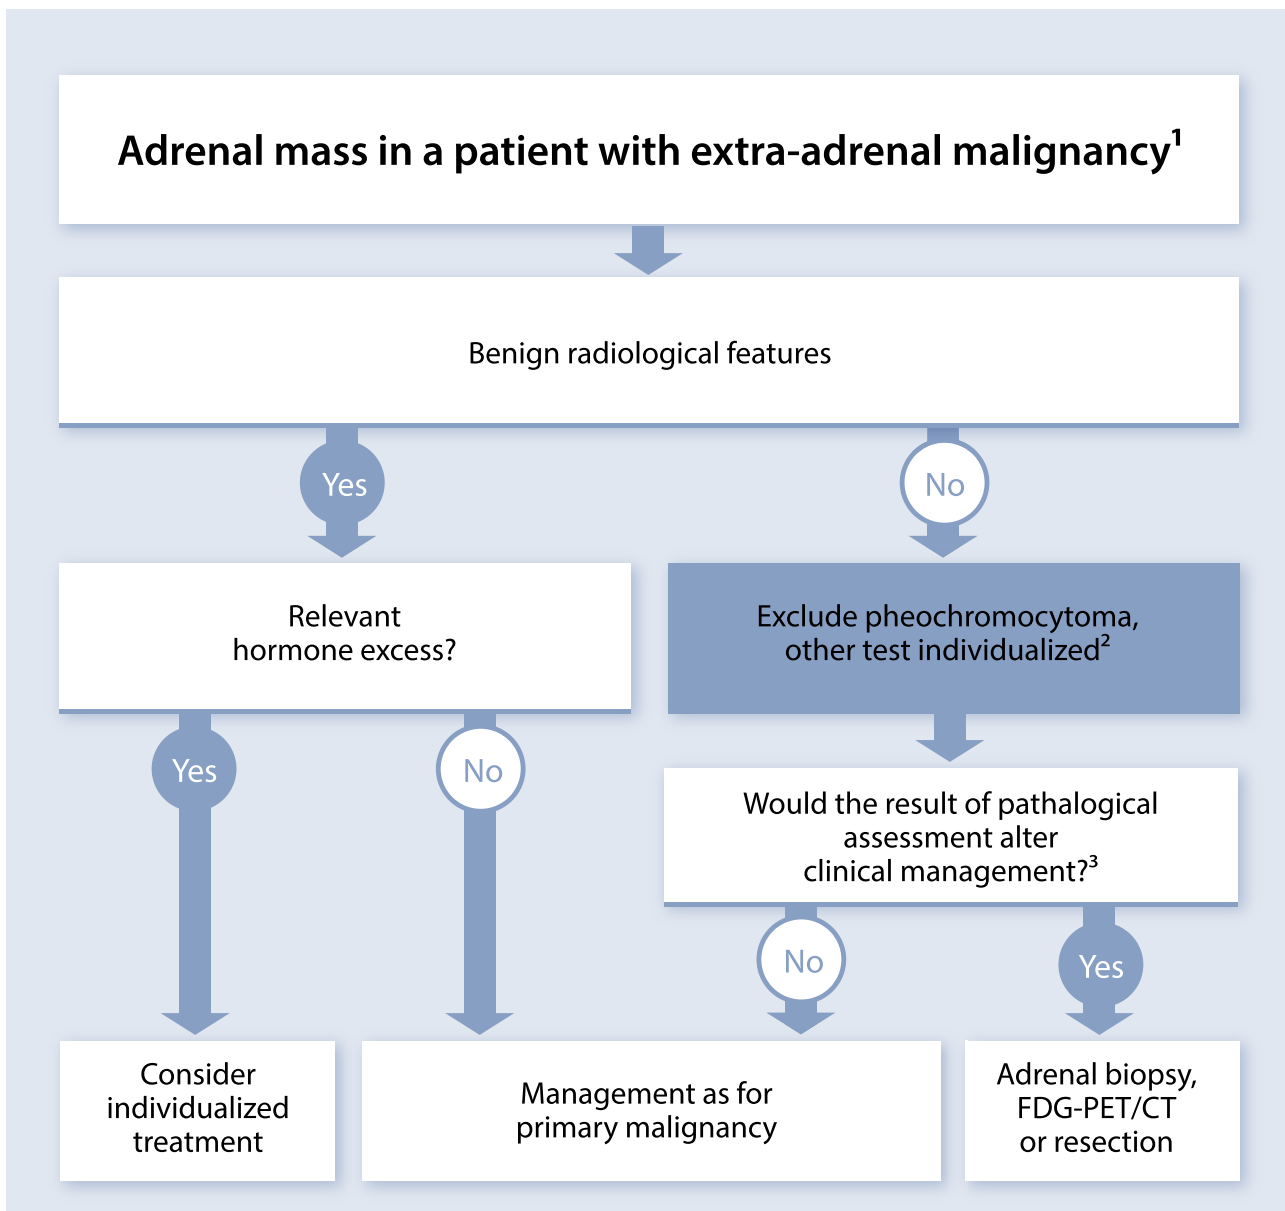 Adrenal mass in a patient with extra-adrenal malignancy¹
Benign radiological features
Yes
No
Relevant
hormone excess?
Exclude pheochromocytoma,
other test individualized²
Yes
No
Would the result of pathalogical
assessment alter
clinical management?³
No
Yes
Consider
individualized
treatment
Management as for
primary malignancy
Adrenal biopsy,
FDG-PET/CT
or resection